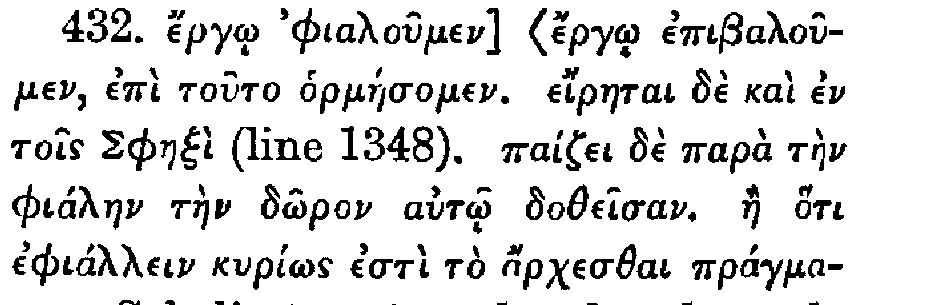 432. ἔργῳ ’φιαλοῦμεν] ⟨ἔργῳ ἐπιβαλοῦ-
μεν, ἐπὶ τοῦτο ὁρμήσομεν. εἴρηται δὲ καὶ ἐν
τοῖς Σφηξὶ (line 1348). παίζει δὲ παρὰ τὴν
φιάλην τὴν δῶρον αὐτῷ δοθεῖσαν. ἢ ὅτι
ἐφιάλλειν κυρίως ἐστὶ τὸ ἄρχεσθαι πράγμα-